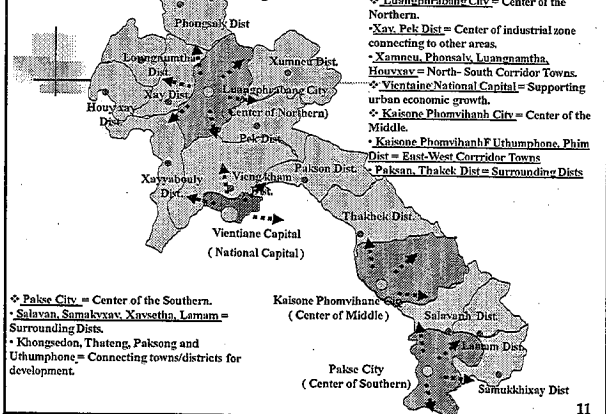 ❖ Luangphrabang City = Center of the
Northern.
•Xay, Pek Dist = Center of industrial zone
connecting to other areas.
• Xamneu, Phonsaly, Luangnamtha,
Houvxav = North- South Corridor Towns.
❖ Vientaine National Capital = Supporting
urban economic growth.
❖ Kaisone Phomvihanh City = Center of the
Middle.
• Kaisone PhomvihanhF Uthumphone, Phim
Dist = East-West Corrridor Towns
• Paksan, Thakek Dist = Surrounding Dists
Phongsaly Dist
Loungnumtha
Dist.
Xamneu Dist.
Xay Dist.
Luangphrabang City
Houy xay
Dist.
(Center of Northern)
Pek Dist
Pakson Dist
Xayyabouly
Dist.
Viengkham
Dist.
Thakhek Dist.
Vientiane Capital
( National Capital)
Kaisone Phomvihane City
( Center of Middle )
Salavanh Dist.
Lamam Dist.
Pakse City
(Center of Southern)
Samukkhixay Dist
❖ Pakse City = Center of the Southern.
• Salavan, Samakvxav, Xavsetha, Lamam =
Surrounding Dists.
• Khongsedon, Thateng, Paksong and
Uthumphone = Connecting towns/districts for
development.
11